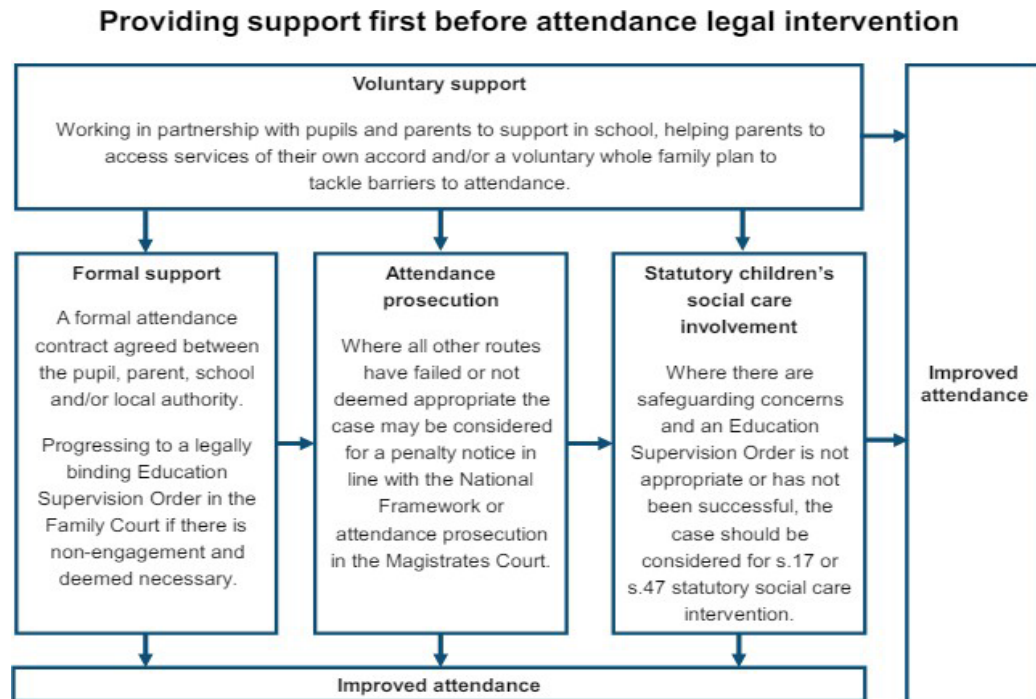 Providing support first before attendance legal intervention
Voluntary support
Working in partnership with pupils and parents to support in school, helping parents to
access services of their own accord and/or a voluntary whole family plan to
tackle barriers to attendance.
Formal support
A formal attendance
contract agreed between
the pupil, parent, school
and/or local authority.
Progressing to a legally
binding Education
Supervision Order in the
Family Court if there is
non-engagement and
deemed necessary.
Attendance
prosecution
Where all other routes
have failed or not
deemed appropriate the
case may be considered
for a penalty notice in
line with the National
Framework or
attendance prosecution
in the Magistrates Court.
Statutory children’s
social care
involvement
Where there are
safeguarding concerns
and an Education
Supervision Order is not
appropriate or has not
been successful, the
case should be
considered for s.17 or
s.47 statutory social care
intervention.
Improved
attendance
Improved attendance